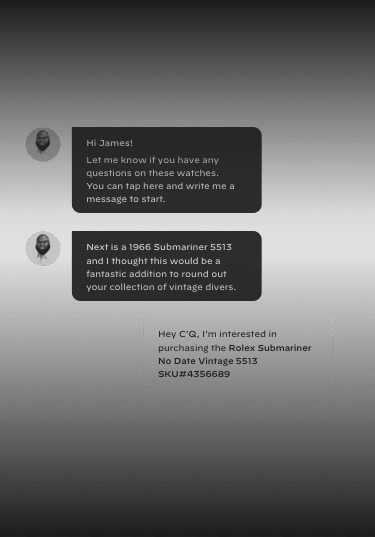 Hi James!
Let me know if you have any
questions on these watches.
You can tap here and write me a
message to start.
Next is a 1966 Submariner 5513
and I thought this would be a
fantastic addition to round out
your collection of vintage divers.
Hey C'Q, I'm interested in
purchasing the Rolex Submariner
No Date Vintage 5513
SKU#4356689